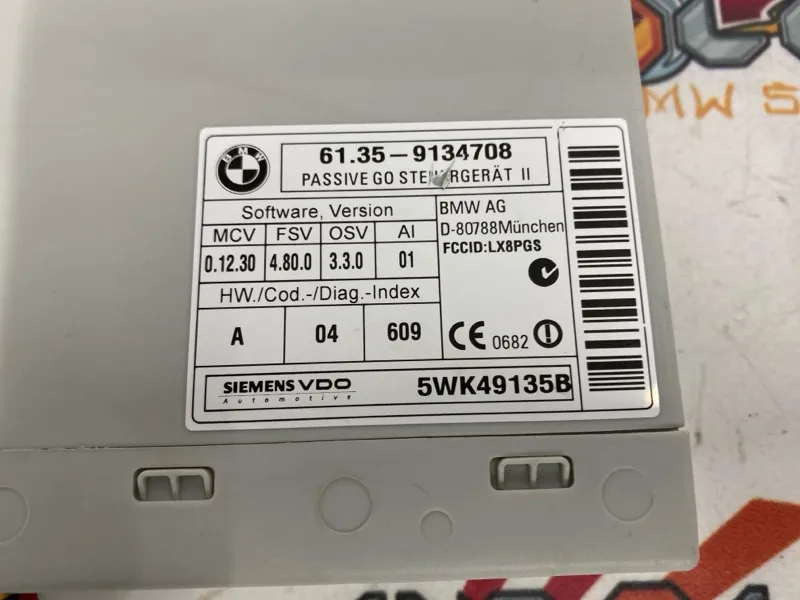 BMW
61.35–9134708
PASSIVE GO STEUERGERÄT II
Software, Version
MCV FSV OSV AI
0.12.30 4.80.0 3.3.0 01
HW./Cod.-/Diag.-Index
A 04 609
BMW AG
D-80788München
FCCID:LX8PGS
CE 0682
SIEMENS VDO
Automotive
5WK49135B
MW S